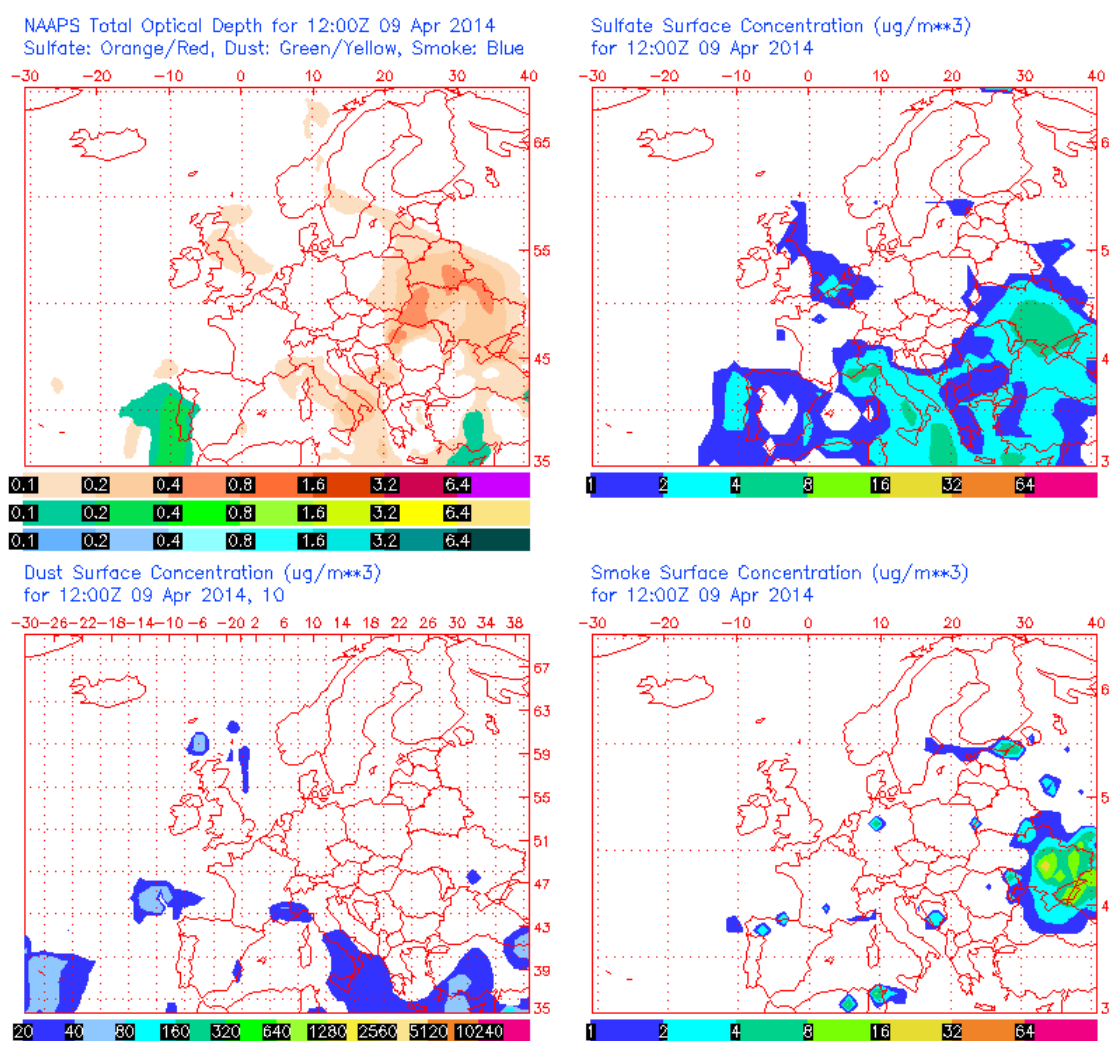 NAAPS Total Optical Depth for 12:00Z 09 Apr 2014
Sulfate: Orange/Red, Dust: Green/Yellow, Smoke: Blue
-30 -20 -10 0 10 20 30 40
65
55
45
35
0.1 0.2 0.4 0.8 1.6 3.2 6.4
0.1 0.2 0.4 0.8 1.6 3.2 6.4
0.1 0.2 0.4 0.8 1.6 3.2 6.4
Sulfate Surface Concentration (ug/m**3)
for 12:00Z 09 Apr 2014
-30 -20 -10 0 10 20 30 40
6
5
4
3
1 2 4 8 16 32 64
Dust Surface Concentration (ug/m**3)
for 12:00Z 09 Apr 2014, 10
-30-26-22-18-14-10 -6 -20 2 6 10 14 18 22 26 30 34 38
67
63
59
55
51
47
43
39
35
20 40 80 160 320 640 1280 2560 5120 10240
Smoke Surface Concentration (ug/m**3)
for 12:00Z 09 Apr 2014
-30 -20 -10 0 10 20 30 40
6
5
4
3
1 2 4 8 16 32 64